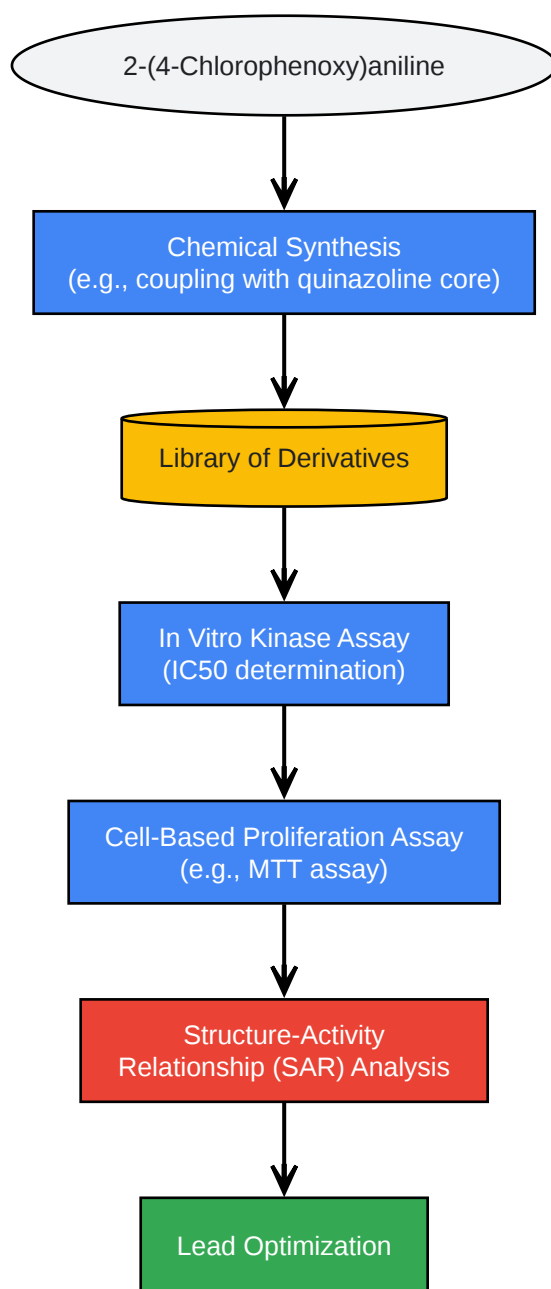 2-(4-Chlorophenoxy)aniline
Chemical Synthesis
(e.g., coupling with quinazoline core)
Library of Derivatives
In Vitro Kinase Assay
(IC50 determination)
Cell-Based Proliferation Assay
(e.g., MTT assay)
Structure-Activity
Relationship (SAR) Analysis
Lead Optimization